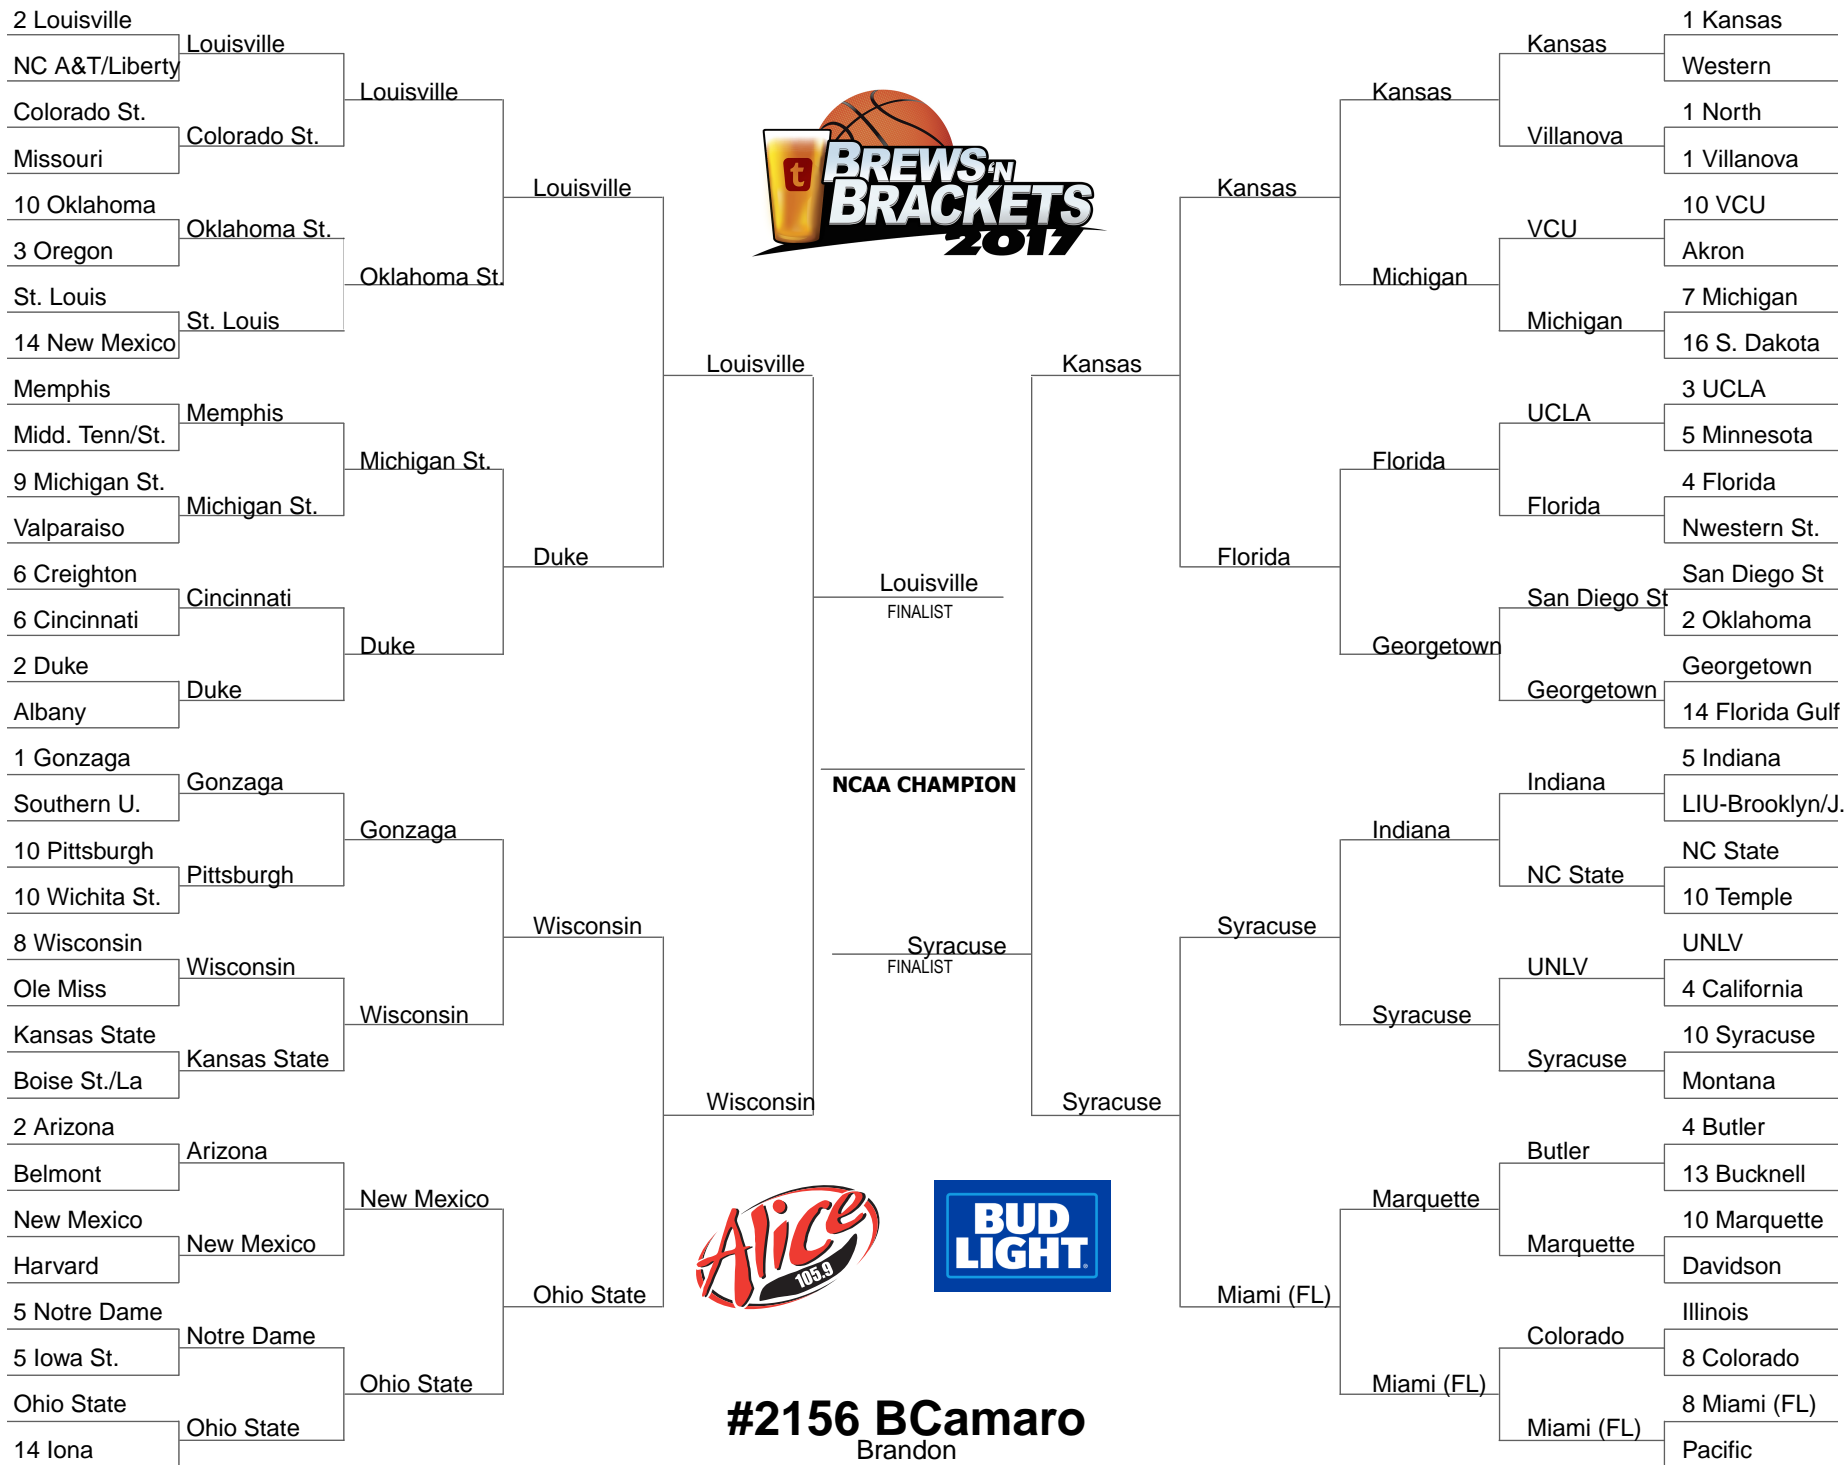 2 Louisville
NC A&T/Liberty
Colorado St.
Missouri
10 Oklahoma
3 Oregon
St. Louis
14 New Mexico
Memphis
Midd. Tenn/St.
9 Michigan St.
Valparaiso
6 Creighton
6 Cincinnati
2 Duke
Albany
1 Gonzaga
Southern U.
10 Pittsburgh
10 Wichita St.
8 Wisconsin
Ole Miss
Kansas State
Boise St./La
2 Arizona
Belmont
New Mexico
Harvard
5 Notre Dame
5 Iowa St.
Ohio State
14 Iona
Louisville
Colorado St.
Oklahoma St.
St. Louis
Memphis
Michigan St.
Cincinnati
Duke
Gonzaga
Pittsburgh
Wisconsin
Kansas State
Arizona
New Mexico
Notre Dame
Ohio State
Louisville
Oklahoma St.
Michigan St.
Duke
Gonzaga
Wisconsin
New Mexico
Ohio State
Louisville
Duke
Wisconsin
Ohio State
Louisville
Wisconsin
t
BREWS 'N
BRACKETS
2017
Louisville
FINALIST
NCAA CHAMPION
Syracuse
FINALIST
Alice
105.9
BUD
LIGHT
#2156 BCamaro
Brandon
Kansas
Syracuse
Kansas
Florida
Syracuse
Miami (FL)
Kansas
Michigan
Florida
Georgetown
Indiana
Syracuse
Marquette
Miami (FL)
Kansas
Villanova
VCU
Michigan
UCLA
Florida
San Diego St
Georgetown
Indiana
NC State
UNLV
Syracuse
Butler
Marquette
Colorado
Miami (FL)
1 Kansas
Western
1 North
1 Villanova
10 VCU
Akron
7 Michigan
16 S. Dakota
3 UCLA
5 Minnesota
4 Florida
Nwestern St.
San Diego St
2 Oklahoma
Georgetown
14 Florida Gulf
5 Indiana
LIU-Brooklyn/J.
NC State
10 Temple
UNLV
4 California
10 Syracuse
Montana
4 Butler
13 Bucknell
10 Marquette
Davidson
Illinois
8 Colorado
8 Miami (FL)
Pacific